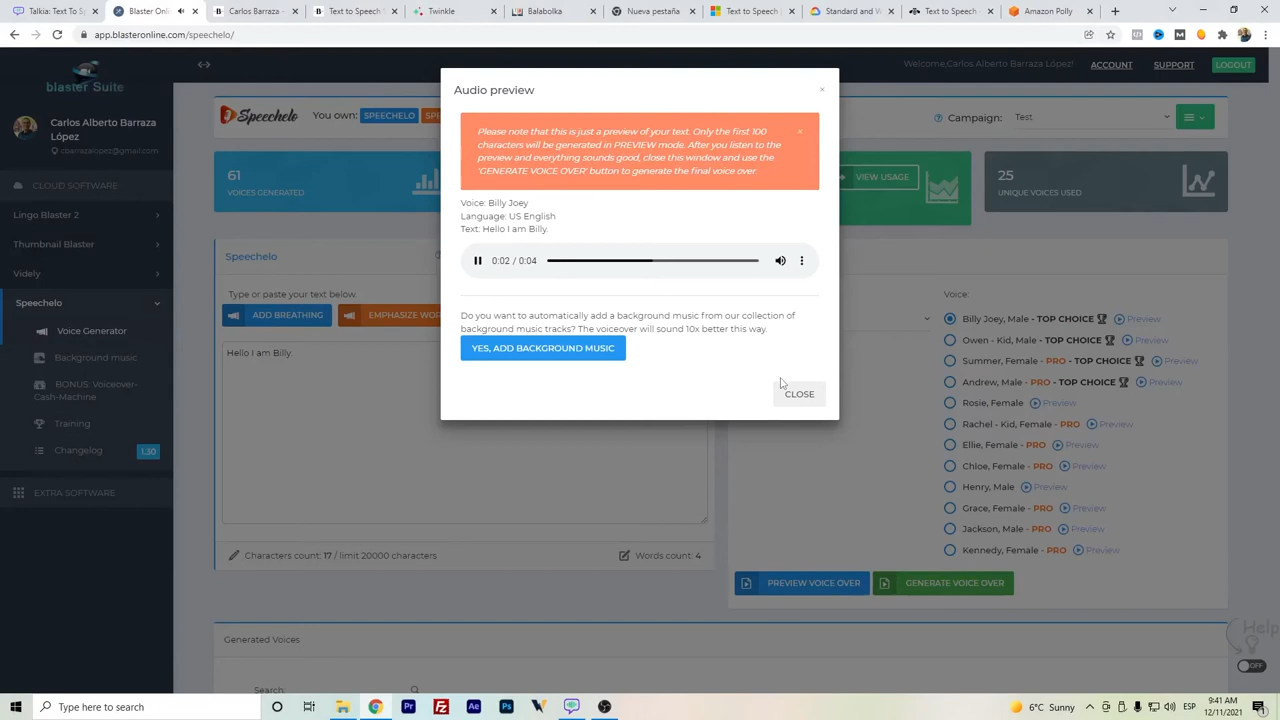 Talkia: Text To S
Blaster Onlin
Carlos Barraza -
Text to Speech
Twinkle
Balabolka
Nueva pestaña
Text to Speech
Standard and W
Text to Speech
Amazon Polly
app.blasteronline.com/speechelo/
blaster Suite
Welcome,Carlos Alberto Barraza López!
ACCOUNT
SUPPORT
LOGOUT
Audio preview
Carlos Alberto Barraza
López
cbarrazalopez@gmail.com
Speechelo
You own:
SPEECHELO
Campaign:
Test
Please note that this is just a preview of your text. Only the first 100
characters will be generated in PREVIEW mode. After you listen to the
preview and everything sounds good, close this window and use the
'GENERATE VOICE OVER' button to generate the final voice over.
61
VOICES GENERATED
VIEW USAGE
25
UNIQUE VOICES USED
CLOUD SOFTWARE
Lingo Blaster 2
Thumbnail Blaster
Videly
Speechelo
Voice Generator
Background music
BONUS: Voiceover-
Cash-Machine
Training
Changelog
1.30
EXTRA SOFTWARE
Voice: Billy Joey
Language: US English
Text: Hello I am Billy.
0:02 / 0:04
Do you want to automatically add a background music from our collection of
background music tracks? The voiceover will sound 10x better this way.
YES, ADD BACKGROUND MUSIC
CLOSE
Speechelo
Type or paste your text below
ADD BREATHING
EMPHASIZE WOR
Hello I am Billy.
Characters count: 17 / limit 20000 characters
Words count: 4
Voice:
Billy Joey, Male - TOP CHOICE Preview
Owen - Kid, Male - TOP CHOICE Preview
Summer, Female - PRO - TOP CHOICE Preview
Andrew, Male - PRO - TOP CHOICE Preview
Rosie, Female Preview
Rachel - Kid, Female - PRO Preview
Ellie, Female - PRO Preview
Chloe, Female - PRO Preview
Henry, Male Preview
Grace, Female - PRO Preview
Jackson, Male - PRO Preview
Kennedy, Female - PRO Preview
PREVIEW VOICE OVER
GENERATE VOICE OVER
Generated Voices
Search:
Help
OFF
Type here to search
6°C Sunny
ESP
9:41 AM
12/11/2021